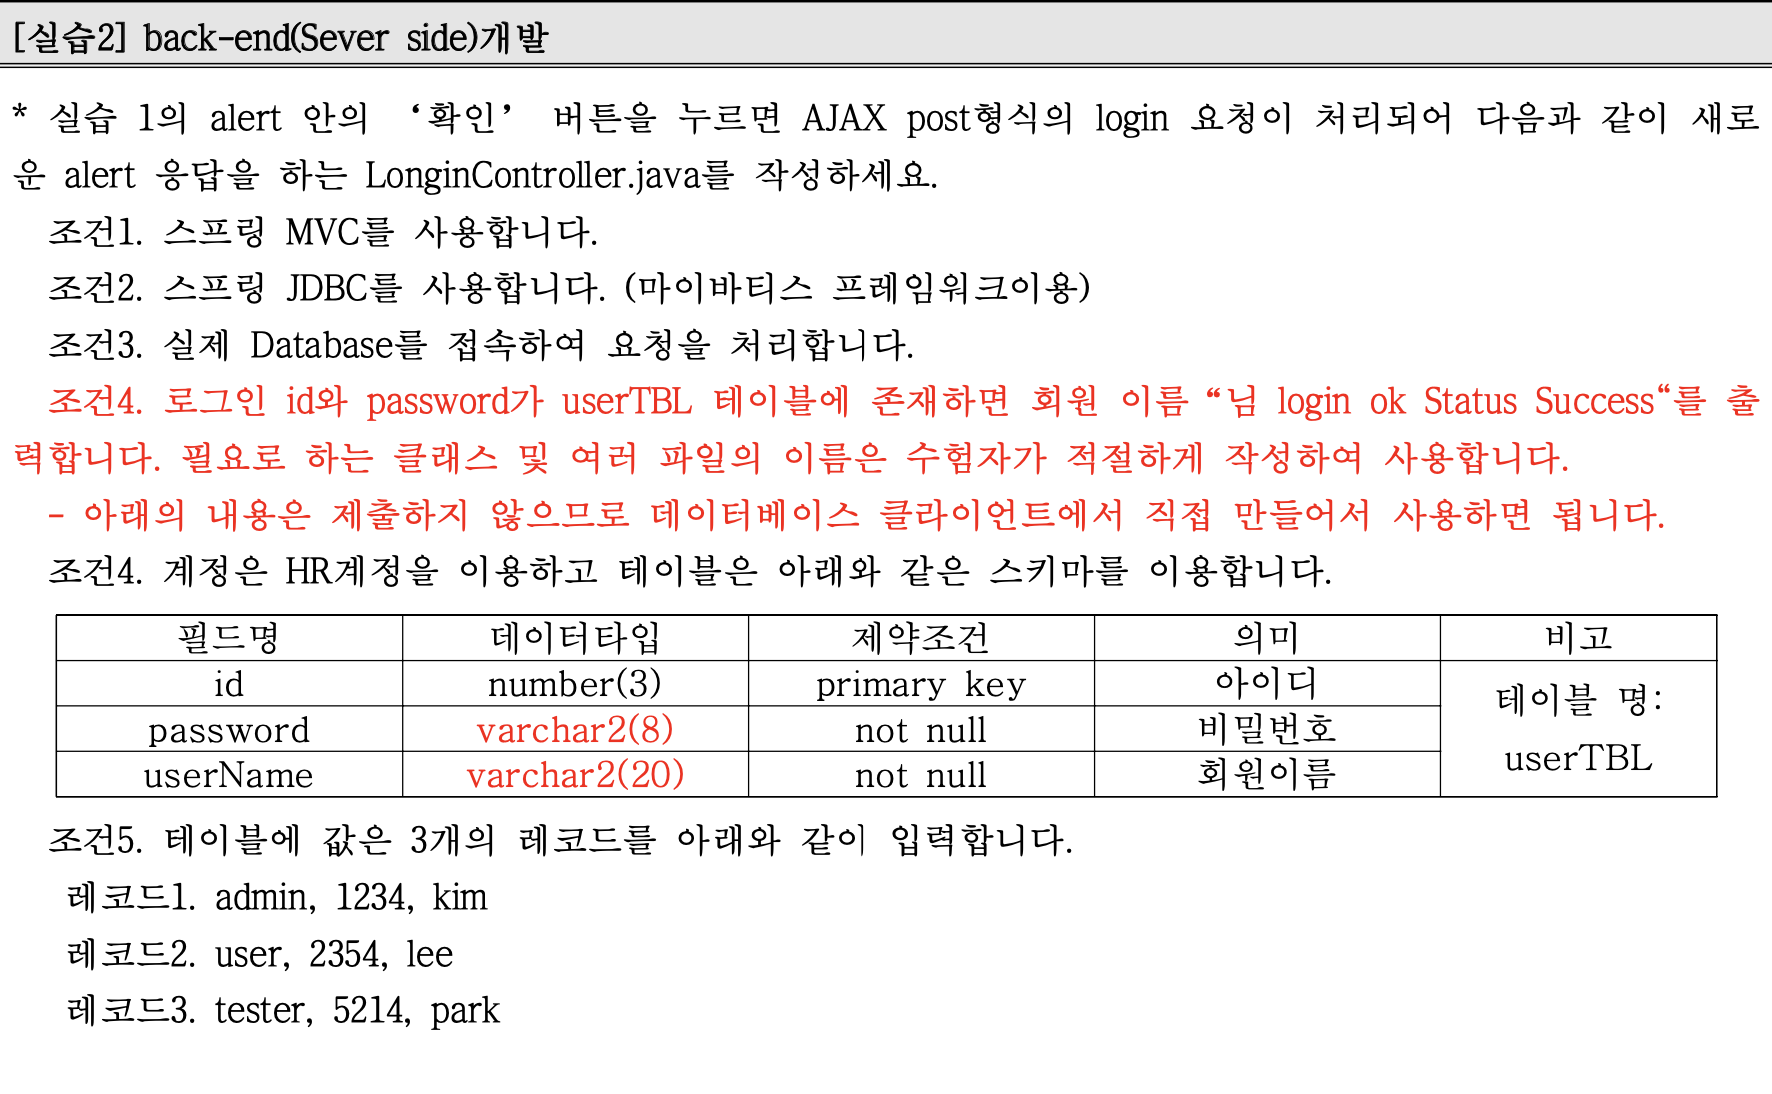 [실습2] back-end(Sever side)개발
* 실습 1의 alert 안의 ‘확인’ 버튼을 누르면 AJAX post형식의 login 요청이 처리되어 다음과 같이 새로
운 alert 응답을 하는 LonginController.java를 작성하세요.
조건1. 스프링 MVC를 사용합니다.
조건2. 스프링 JDBC를 사용합니다. (마이바티스 프레임워크이용)
조건3. 실제 Database를 접속하여 요청을 처리합니다.
조건4. 로그인 id와 password가 userTBL 테이블에 존재하면 회원 이름 “님 login ok Status Success“를 출
력합니다. 필요로 하는 클래스 및 여러 파일의 이름은 수험자가 적절하게 작성하여 사용합니다.
- 아래의 내용은 제출하지 않으므로 데이터베이스 클라이언트에서 직접 만들어서 사용하면 됩니다.
조건4. 계정은 HR계정을 이용하고 테이블은 아래와 같은 스키마를 이용합니다.
필드명 데이터타입 제약조건 의미 비고
id number(3) primary key 아이디
password varchar2(8) not null 비밀번호
userName varchar2(20) not null 회원이름
테이블 명:
userTBL
조건5. 테이블에 값은 3개의 레코드를 아래와 같이 입력합니다.
레코드1. admin, 1234, kim
레코드2. user, 2354, lee
레코드3. tester, 5214, park